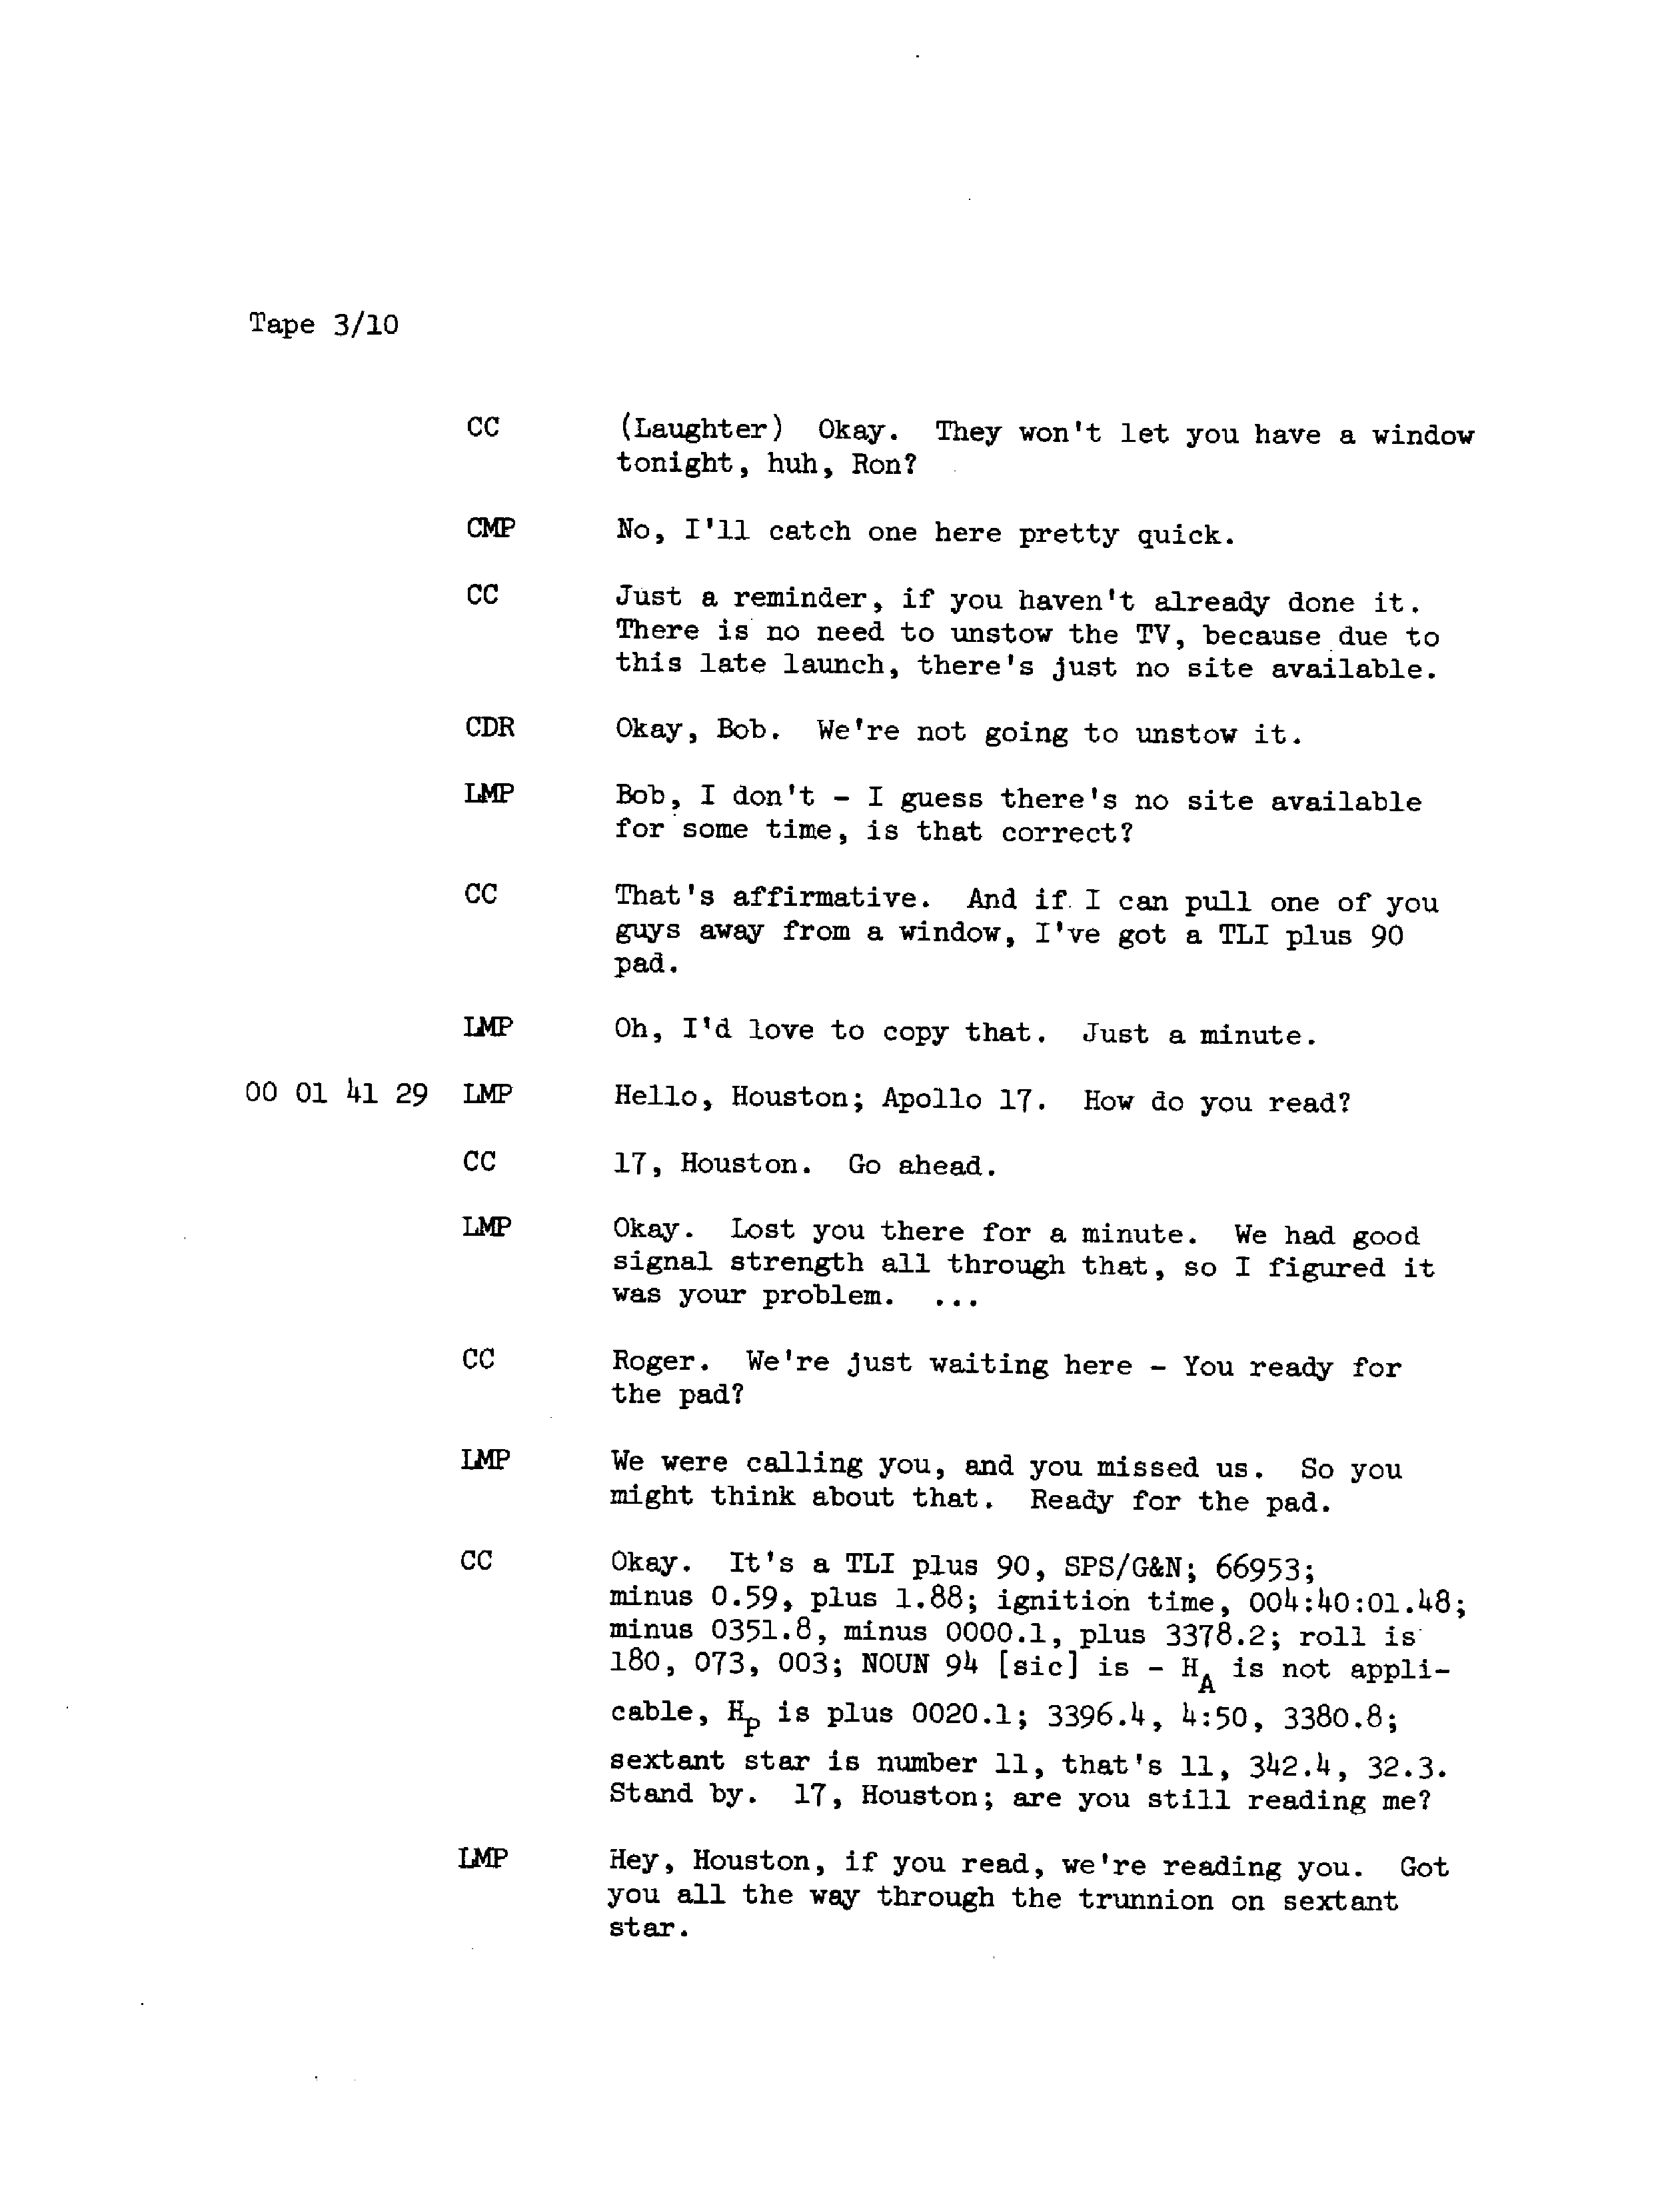 Tape 3/10
CC (Laughter) Okay. They won't let you have a window
tonight, huh, Ron?
CMP No, I'll catch one here pretty quick.
CC Just a reminder, if you haven't already done it.
There is no need to unstow the TV, because due to
this late launch, there's just no site available.
CDR Okay, Bob. We're not going to unstow it.
LMP Bob, I don't - I guess there's no site available
for some time, is that correct?
CC That's affirmative. And if I can pull one of you
guys away from a window, I've got a TLI plus 90
pad.
LMP Oh, I'd love to copy that. Just a minute.
00 01 41 29 LMP Hello, Houston; Apollo 17. How do you read?
CC 17, Houston. Go ahead.
LMP Okay. Lost you there for a minute. We had good
signal strength all through that, so I figured it
was your problem. ...
CC Roger. We're just waiting here - You ready for
the pad?
LMP We were calling you, and you missed us. So you
might think about that. Ready for the pad.
CC Okay. It's a TLI plus 90, SPS/G&N; 66953;
minus 0.59, plus 1.88; ignition time, 004:40:01.48;
minus 0351.8, minus 0000.1, plus 3378.2; roll is
180, 073, 003; NOUN 94 [sic] is - HA is not appli-
cable, HP is plus 0020.1; 3396.4, 4:50, 3380.8;
sextant star is number 11, that's 11, 342.4, 32.3.
Stand by. 17, Houston; are you still reading me?
LMP Hey, Houston, if you read, we're reading you. Got
you all the way through the trunnion on sextant
star.